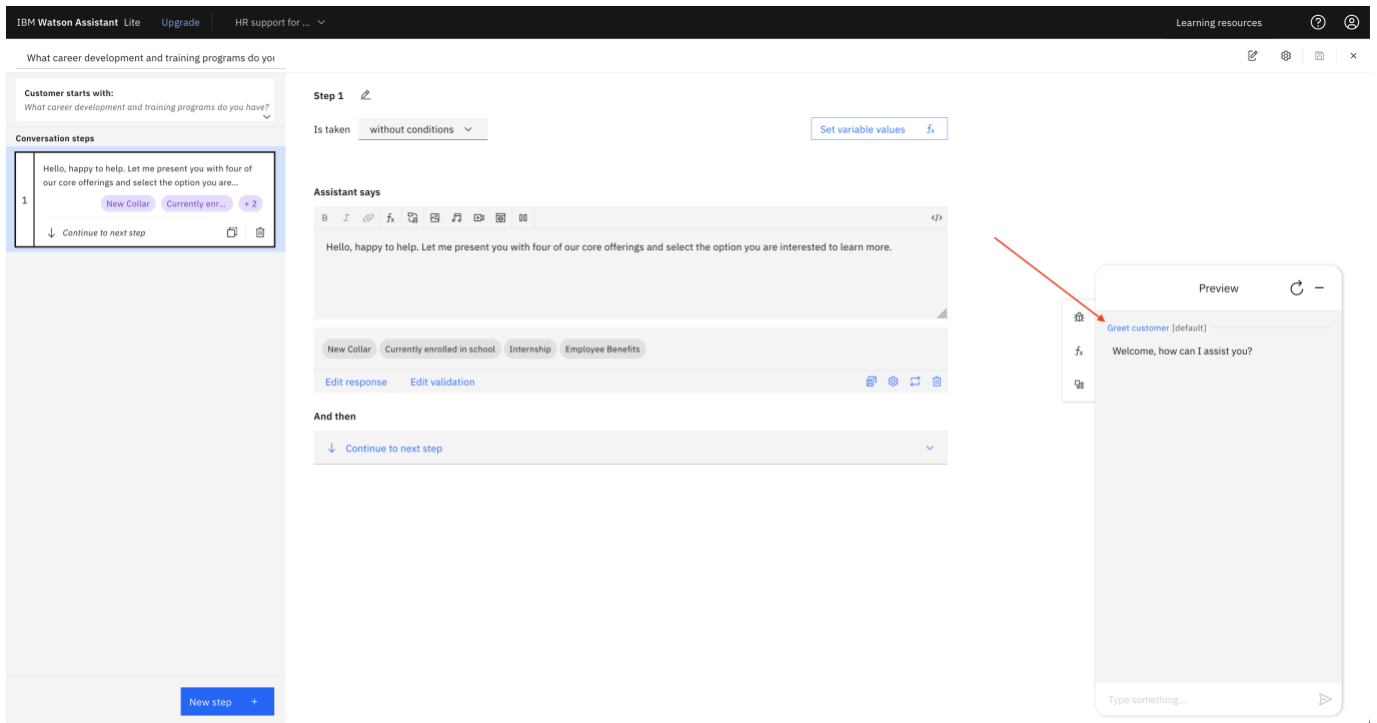 IBM Watson Assistant Lite Upgrade HR support for ... Learning resources
What career development and training programs do you
Customer starts with:
What career development and training programs do you have?
Conversation steps
1
Hello, happy to help. Let me present you with four of
our core offerings and select the option you are...
New Collar Currently enr... + 2
Continue to next step
New step +
Step 1
Is taken without conditions Set variable values fx
Assistant says
B I fx </>
Hello, happy to help. Let me present you with four of our core offerings and select the option you are interested to learn more.
New Collar Currently enrolled in school Internship Employee Benefits
Edit response Edit validation
And then
Continue to next step
Preview
Greet customer [default]
fx
Welcome, how can I assist you?
Type something...